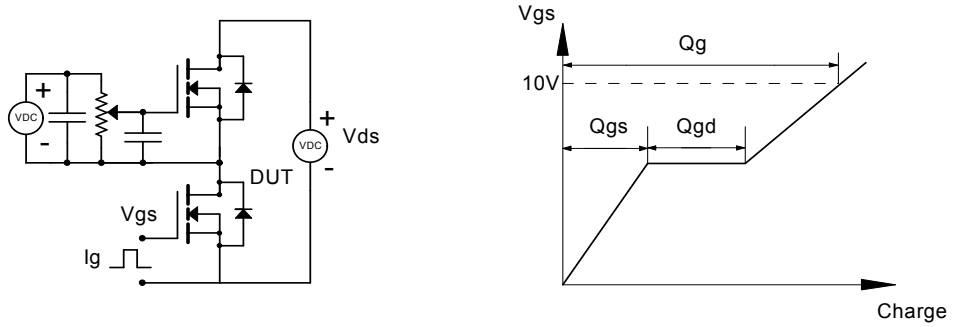 +
VDC
-
+
VDC
-
Vds
DUT
Vgs
Ig
Vgs
Qg
10V
Qgs
Qgd
Charge